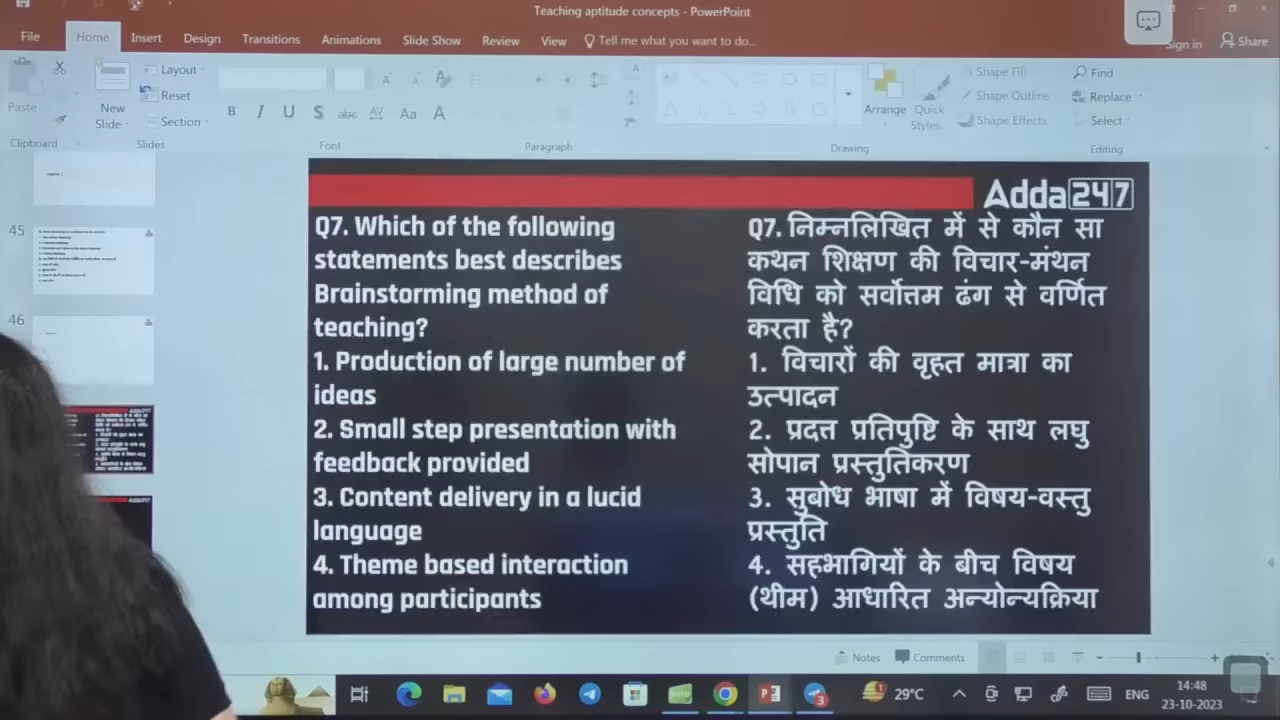 Teaching aptitude concepts - PowerPoint
File Home Insert Design Transitions Animations Slide Show Review View Tell me what you want to do... Sign in Share
Paste
Clipboard
New
Slide
Layout
Reset
Section
Slides
B I U S abc AV Aa A
Font
Paragraph
Arrange
Quick
Styles
Shape Fill
Shape Outline
Shape Effects
Drawing
Find
Replace
Select
Editing
45
46
Adda247
Q7. Which of the following
statements best describes
Brainstorming method of
teaching?
1. Production of large number of
ideas
2. Small step presentation with
feedback provided
3. Content delivery in a lucid
language
4. Theme based interaction
among participants
Q7. निम्नलिखित में से कौन सा
कथन शिक्षण की विचार-मंथन
विधि को सर्वोत्तम ढंग से वर्णित
करता है?
1. विचारों की वृहत मात्रा का
उत्पादन
2. प्रदत्त प्रतिपुष्टि के साथ लघु
सोपान प्रस्तुतिकरण
3. सुबोध भाषा में विषय-वस्तु
प्रस्तुति
4. सहभागियों के बीच विषय
(थीम) आधारित अन्योन्यक्रिया
Notes Comments
29°C ENG 14:48
23-10-2023